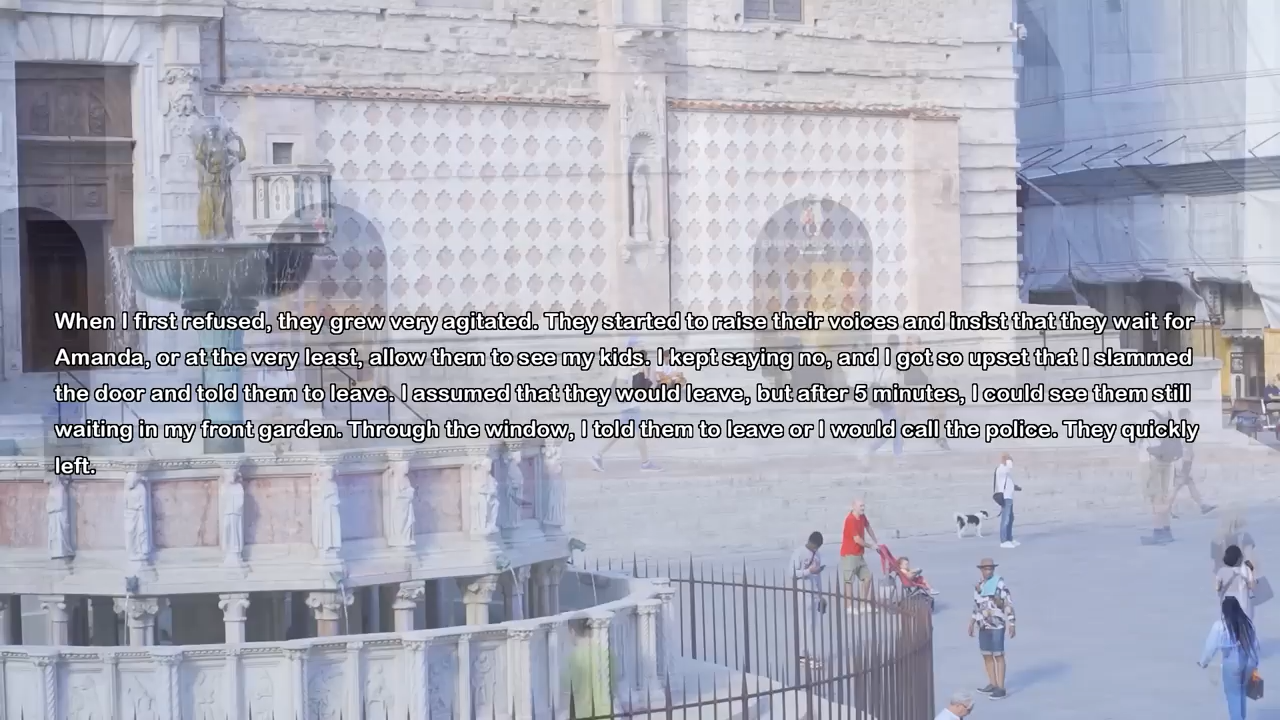 When I first refused, they grew very agitated. They started to raise their voices and insist that they wait for
Amanda, or at the very least, allow them to see my kids. I kept saying no, and I got so upset that I slammed
the door and told them to leave. I assumed that they would leave, but after 5 minutes, I could see them still
waiting in my front garden. Through the window, I told them to leave or I would call the police. They quickly
left.